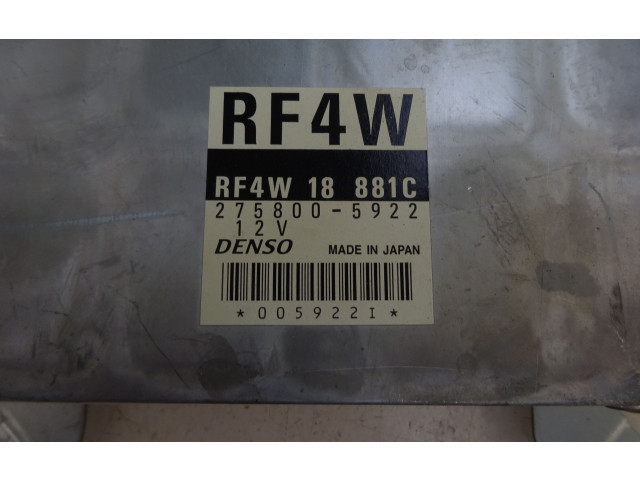 RF4W
RF4W 18 881C
275800-5922
12V
DENSO MADE IN JAPAN
*005922I*